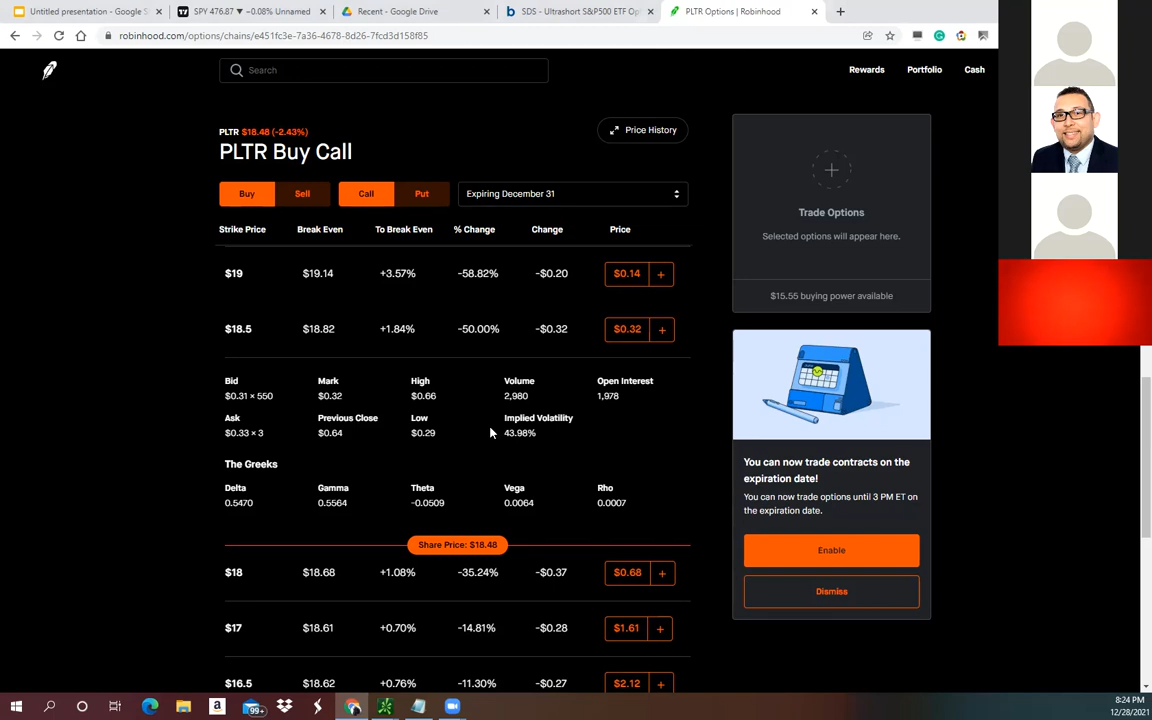 Untitled presentation - Google S
SPY 476.87 ▼ −0.08% Unnamed
Recent - Google Drive
SDS - Ultrashort S&P500 ETF Op
PLTR Options | Robinhood
robinhood.com/options/chains/e451fc3e-7a36-4678-8d26-7fcd3d158f85
Search
Rewards
Portfolio
Cash
PLTR $18.48 (-2.43%)
PLTR Buy Call
Price History
Buy Sell Call Put Expiring December 31
Strike Price Break Even To Break Even % Change Change Price
$19 $19.14 +3.57% -58.82% -$0.20 $0.14 +
$18.5 $18.82 +1.84% -50.00% -$0.32 $0.32 +
Bid Mark High Volume Open Interest
$0.31 × 550 $0.32 $0.66 2,980 1,978
Ask Previous Close Low Implied Volatility
$0.33 × 3 $0.64 $0.29 43.98%
The Greeks
Delta Gamma Theta Vega Rho
0.5470 0.5564 -0.0509 0.0064 0.0007
Share Price: $18.48
$18 $18.68 +1.08% -35.24% -$0.37 $0.68 +
$17 $18.61 +0.70% -14.81% -$0.28 $1.61 +
$16.5 $18.62 +0.76% -11.30% -$0.27 $2.12 +
Trade Options
Selected options will appear here.
$15.55 buying power available
You can now trade contracts on the
expiration date!
You can now trade options until 3 PM ET on
the expiration date.
Enable
Dismiss
99+
8:24 PM
12/28/2021